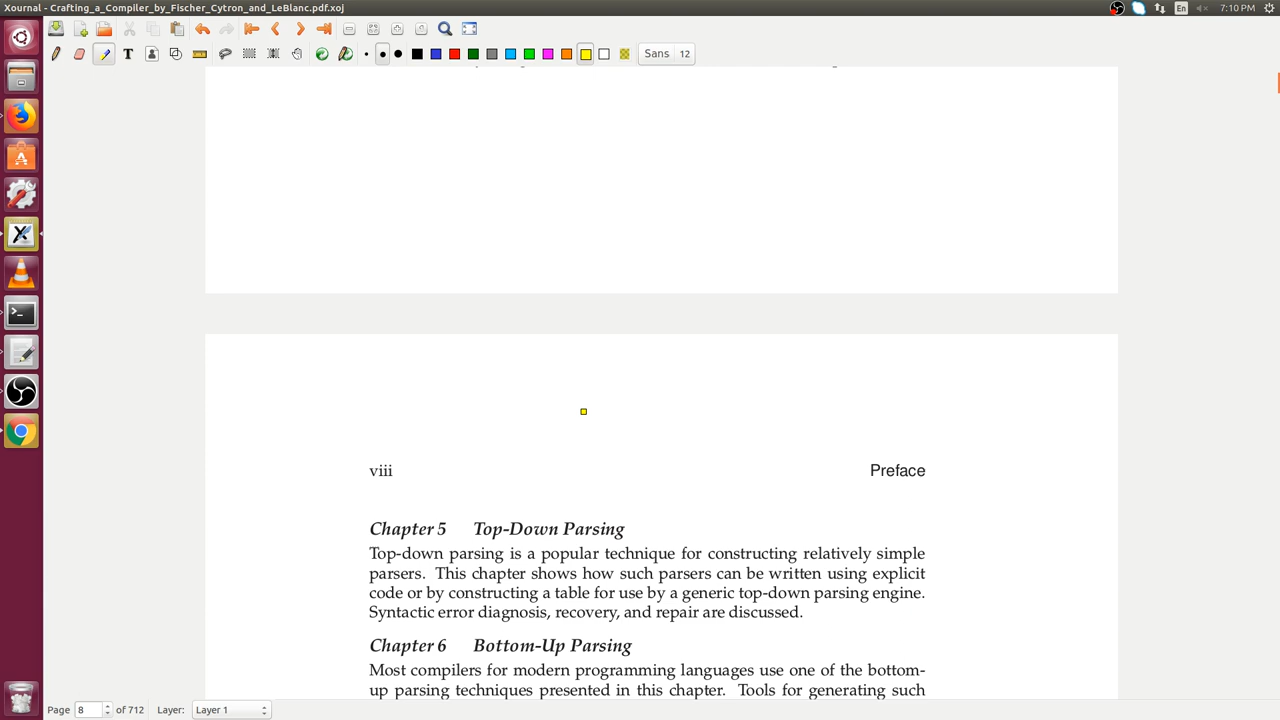 Xournal - Crafting_a_Compiler_by_Fischer_Cytron_and_LeBlanc.pdf.xoj
En
7:10 PM
T
Sans 12
viii Preface
Chapter 5 Top-Down Parsing
Top-down parsing is a popular technique for constructing relatively simple
parsers. This chapter shows how such parsers can be written using explicit
code or by constructing a table for use by a generic top-down parsing engine.
Syntactic error diagnosis, recovery, and repair are discussed.
Chapter 6 Bottom-Up Parsing
Most compilers for modern programming languages use one of the bottom-
up parsing techniques presented in this chapter. Tools for generating such
Page 8 of 712 Layer: Layer 1